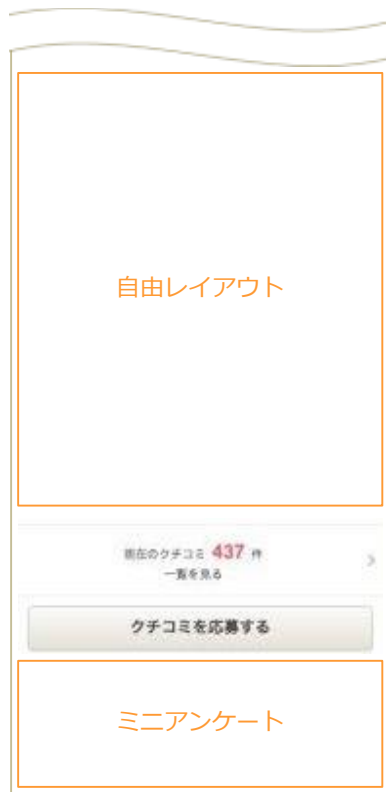 自由レイアウト
現在のクチコミ 437 件
一覧を見る
クチコミを応募する
ミニアンケート